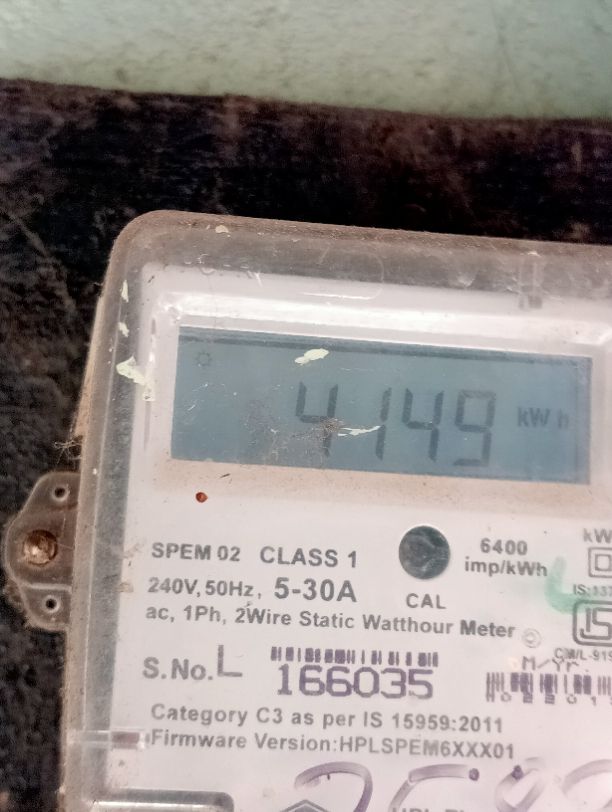 4149 kWh
SPEM 02 CLASS 1
6400
imp/kWh
240V, 50Hz, 5-30A
CAL
ac, 1Ph, 2Wire Static Watthour Meter
S.No. L 166035
M/Yr.
Category C3 as per IS 15959:2011
Firmware Version:HPLSPEM6XXX01